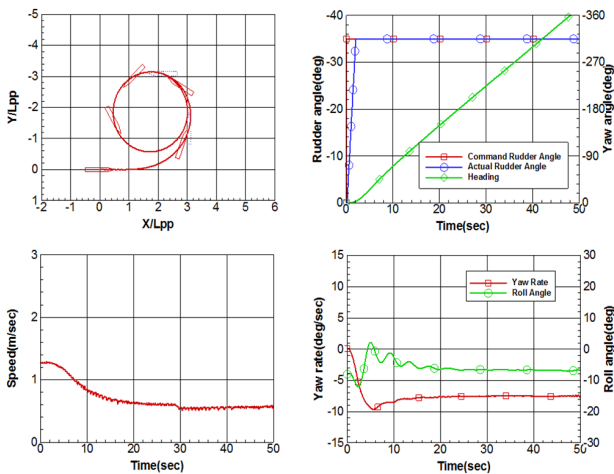 -5
-4
-3
-2
-1
0
1
Y/Lpp
-2 -1 0 1 2 3 4 5 6
X/Lpp
-40
-30
-20
-10
0
Rudder angle(deg)
-360
-270
-180
-90
0
Yaw angle(deg)
Command Rudder Angle
Actual Rudder Angle
Heading
0 10 20 30 40 50
Time(sec)
3
2
1
0
Speed(m/sec)
0 10 20 30 40 50
Time(sec)
15
10
5
0
-5
-10
-15
Yaw rate(deg/sec)
30
20
10
0
-10
-20
-30
Roll angle(deg)
Yaw Rate
Roll Angle
0 10 20 30 40 50
Time(sec)